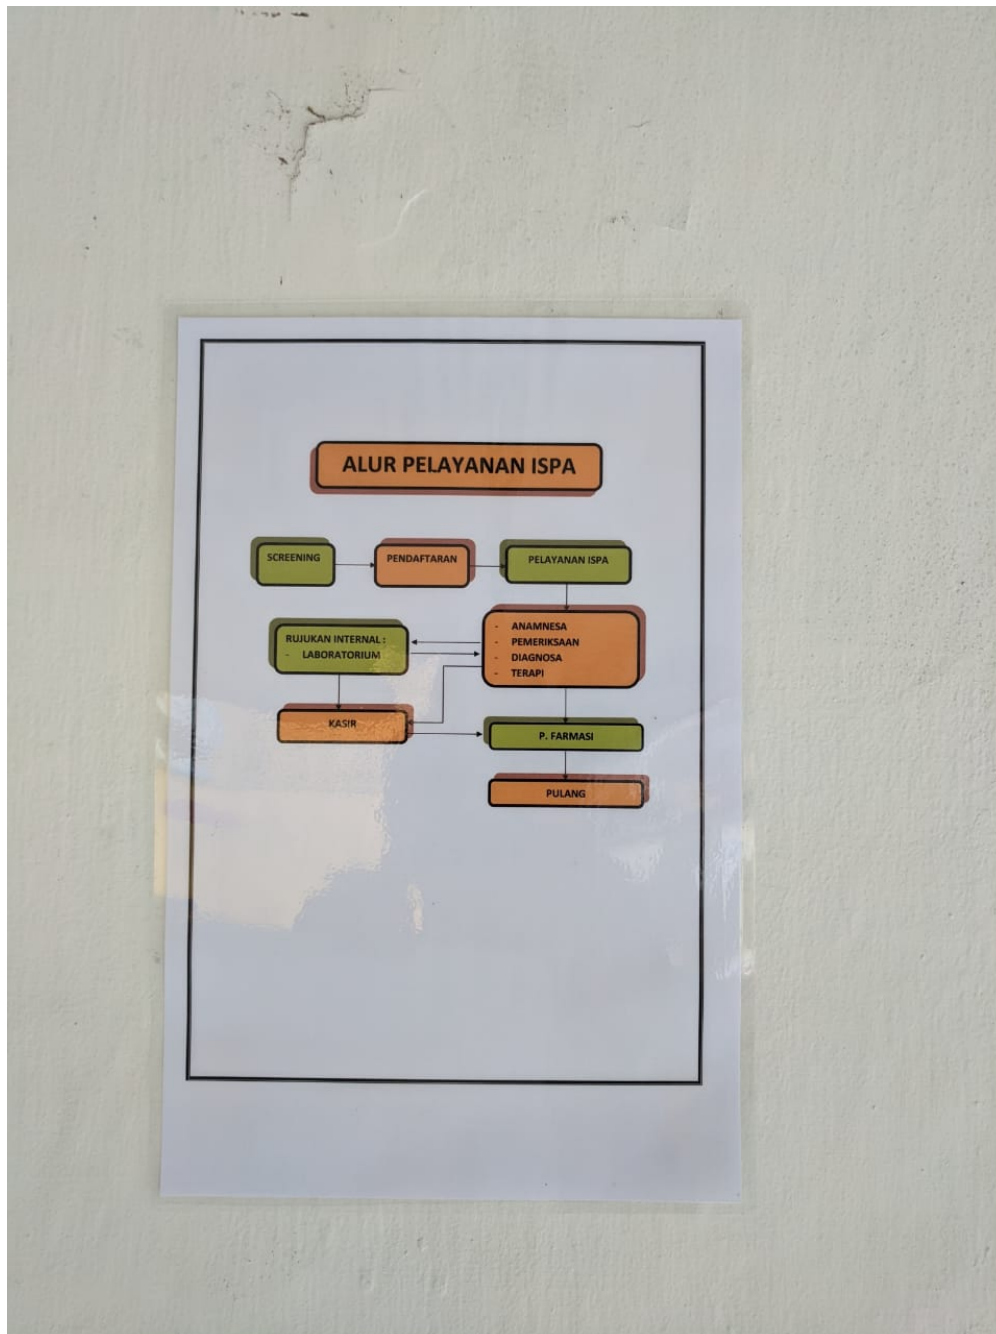 ALUR PELAYANAN ISPA
SCREENING
PENDAFTARAN
PELAYANAN ISPA
- ANAMNESA
- PEMERIKSAAN
- DIAGNOSA
- TERAPI
RUJUKAN INTERNAL :
- LABORATORIUM
KASIR
P. FARMASI
PULANG